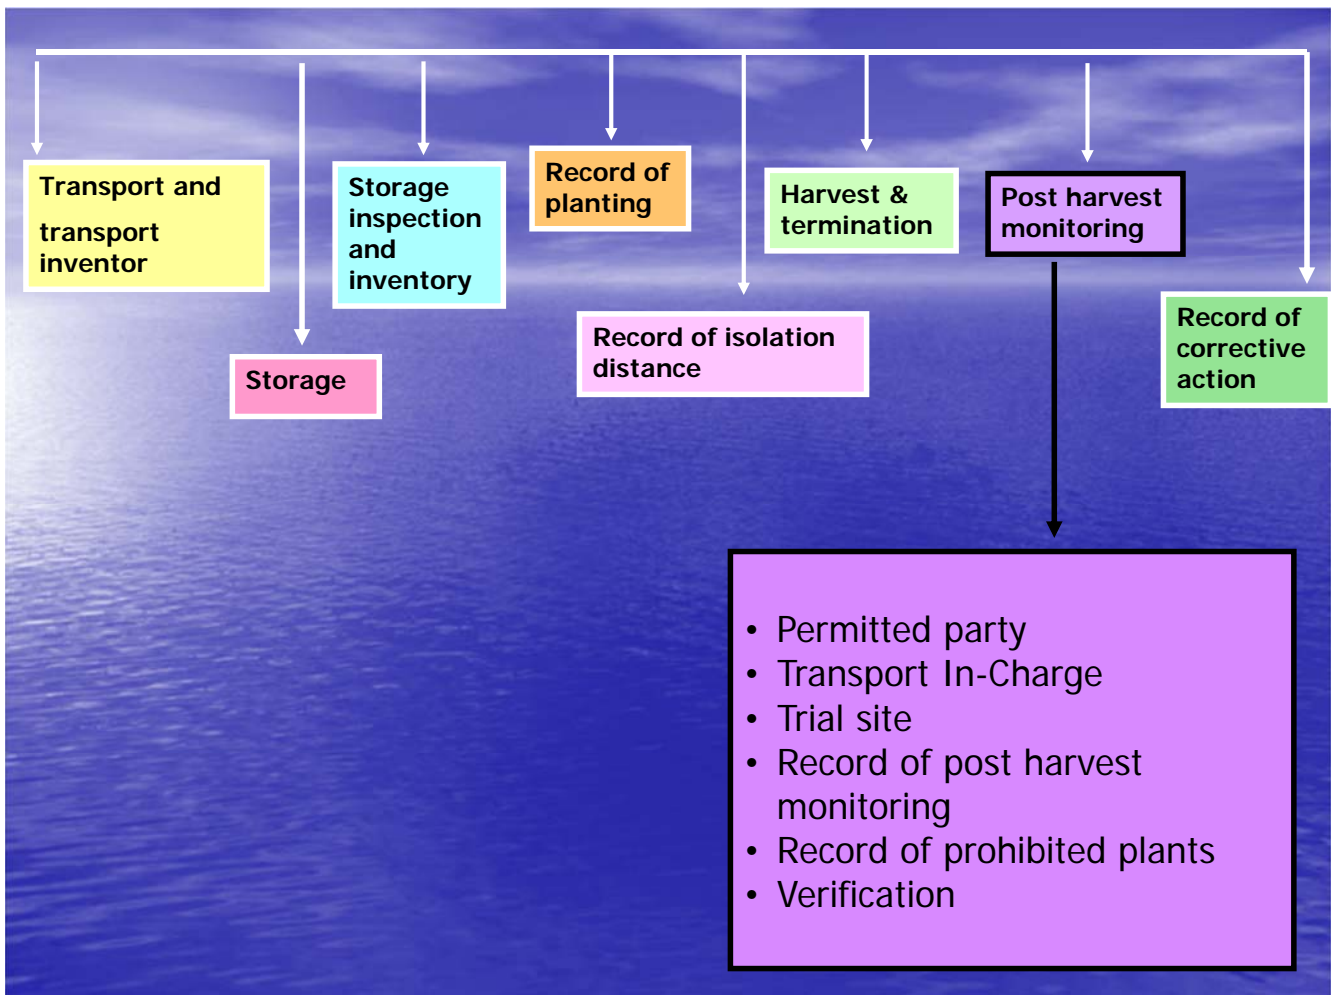 Transport and
transport
inventor
Storage
Storage
inspection
and
inventory
Record of
planting
Record of isolation
distance
Harvest &
termination
Post harvest
monitoring
Record of
corrective
action
• Permitted party
• Transport In-Charge
• Trial site
• Record of post harvest
monitoring
• Record of prohibited plants
• Verification